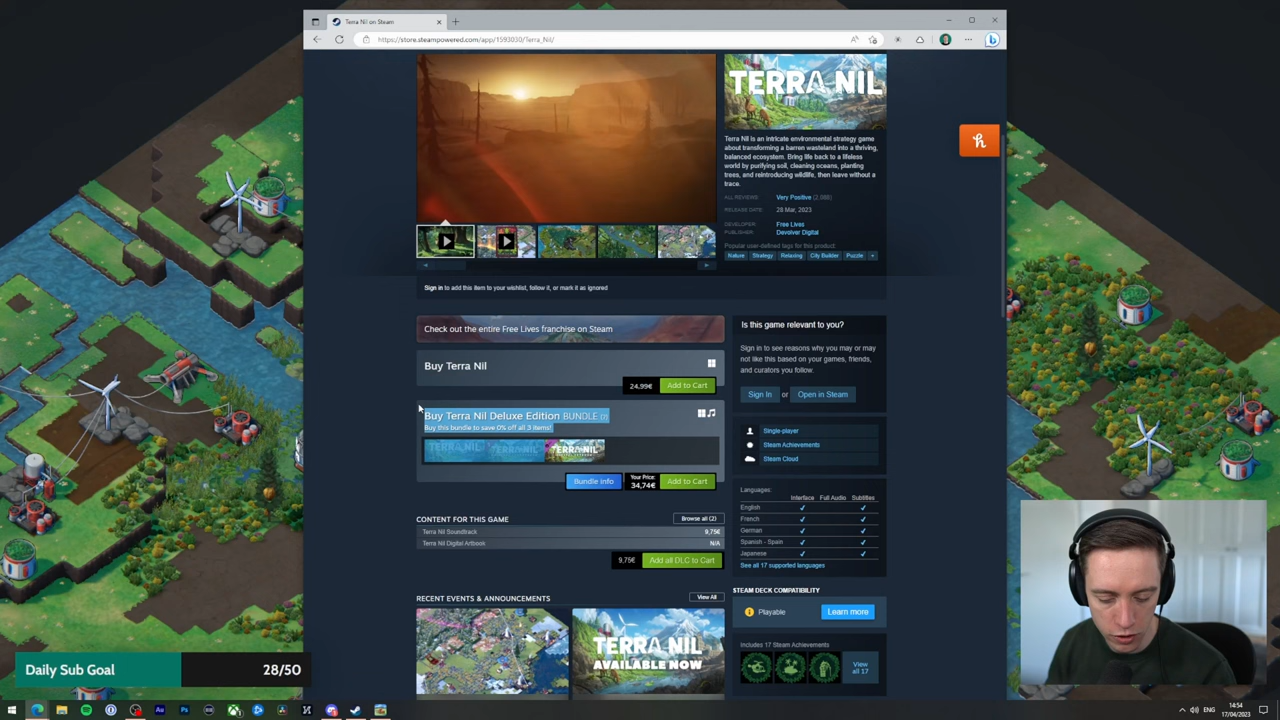 Terra Nil on Steam
https://store.steampowered.com/app/1593030/Terra_Nil/
TERRA NIL
Terra Nil is an intricate environmental strategy game
about transforming a barren wasteland into a thriving,
balanced ecosystem. Bring life back to a lifeless
world by purifying soil, cleaning oceans, planting
trees, and reintroducing wildlife, then leave without a
trace.
ALL REVIEWS: Very Positive (2,988)
RELEASE DATE: 28 Mar, 2023
DEVELOPER: Free Lives
PUBLISHER: Devolver Digital
Popular user-defined tags for this product:
Nature Strategy Relaxing City Builder Puzzle +
Sign in to add this item to your wishlist, follow it, or mark it as ignored
Check out the entire Free Lives franchise on Steam
Buy Terra Nil
24,99€ Add to Cart
Buy Terra Nil Deluxe Edition BUNDLE (?)
Buy this bundle to save 0% off all 3 items!
TERRA NIL
TERRA NIL
TERRA NIL
Bundle info
Your Price:
34,74€
Add to Cart
CONTENT FOR THIS GAME
Browse all (2)
Terra Nil Soundtrack 9,75€
Terra Nil Digital Artbook N/A
9,75€ Add all DLC to Cart
RECENT EVENTS & ANNOUNCEMENTS
View All
TERRA NIL
AVAILABLE NOW
Is this game relevant to you?
Sign in to see reasons why you may or may
not like this based on your games, friends,
and curators you follow.
Sign In or Open in Steam
Single-player
Steam Achievements
Steam Cloud
Languages:
Interface Full Audio Subtitles
English
French
German
Spanish - Spain
Japanese
See all 17 supported languages
STEAM DECK COMPATIBILITY
Playable
Learn more
Includes 17 Steam Achievements
View
all 17
Daily Sub Goal 28/50
ENG
14:54
17/04/2023